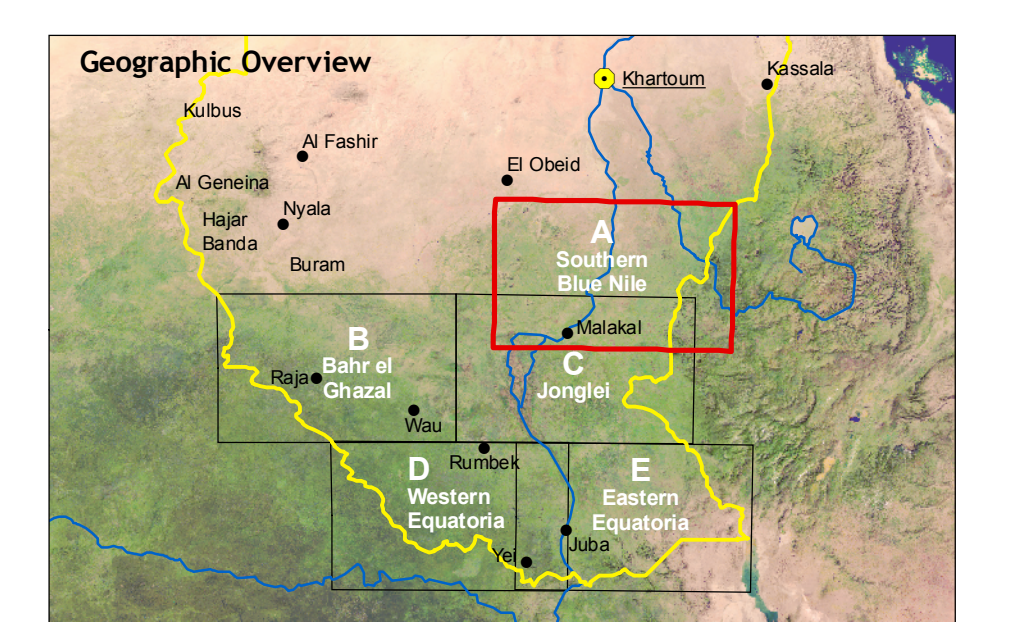 Geographic Overview
Khartoum
Kassala
Kulbus
Al Fashir
El Obeid
Al Geneina
Nyala
Hajar
Banda
Buram
A
Southern
Blue Nile
Malakal
B
Bahr el
Ghazal
Raja
Wau
C
Jonglei
Rumbek
D
Western
Equatoria
E
Eastern
Equatoria
Yei
Juba